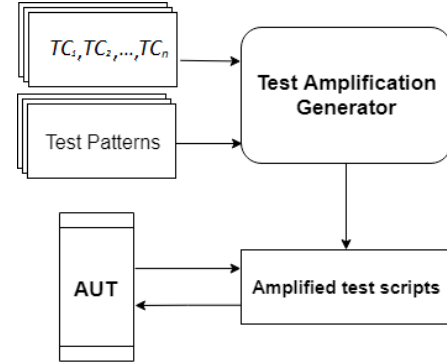 TC₁,TC₂,...,TCₙ
Test Patterns
Test Amplification
Generator
AUT
Amplified test scripts